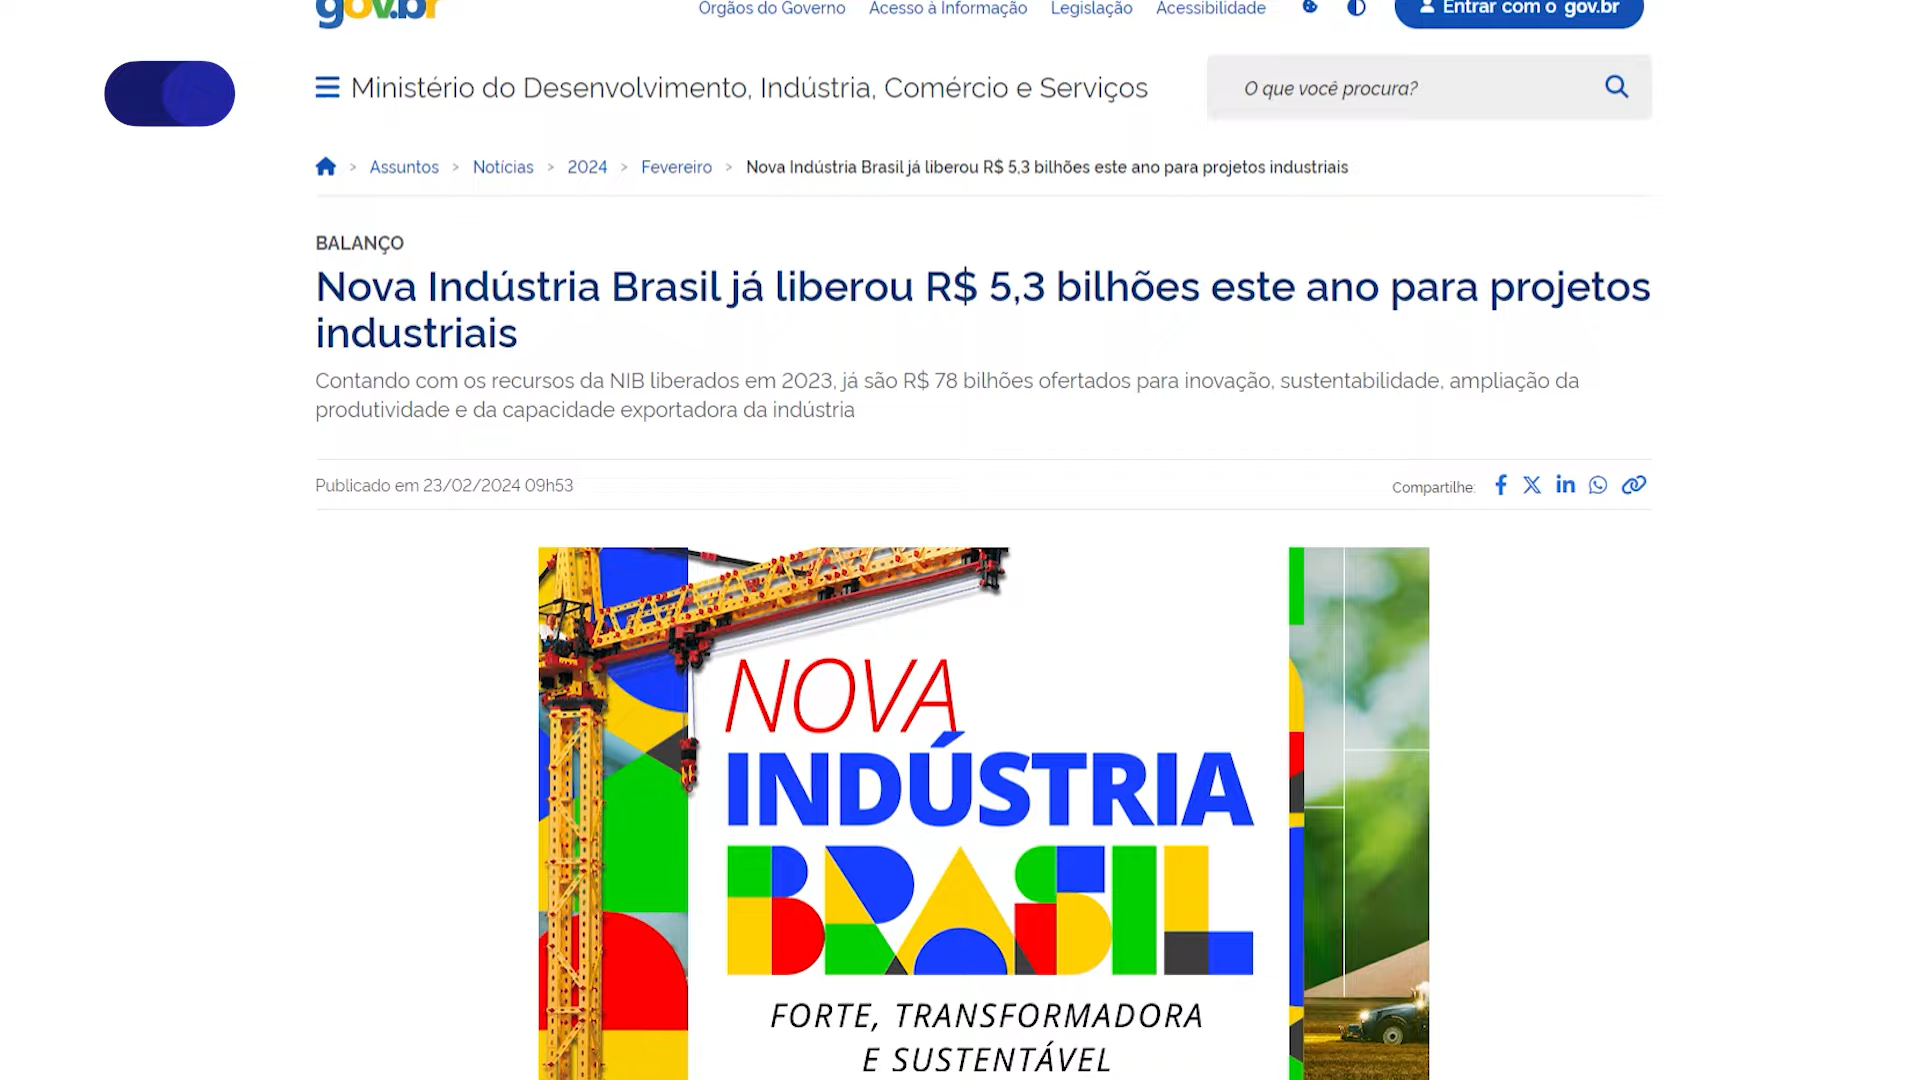 gov.br
Órgãos do Governo Acesso à Informação Legislação Acessibilidade Entrar com o gov.br
Ministério do Desenvolvimento, Indústria, Comércio e Serviços O que você procura?
> Assuntos > Notícias > 2024 > Fevereiro > Nova Indústria Brasil já liberou R$ 5,3 bilhões este ano para projetos industriais
BALANÇO
Nova Indústria Brasil já liberou R$ 5,3 bilhões este ano para projetos
industriais
Contando com os recursos da NIB liberados em 2023, já são R$ 78 bilhões ofertados para inovação, sustentabilidade, ampliação da
produtividade e da capacidade exportadora da indústria
Publicado em 23/02/2024 09h53 Compartilhe:
NOVA
INDÚSTRIA
BRASIL
FORTE, TRANSFORMADORA
E SUSTENTÁVEL